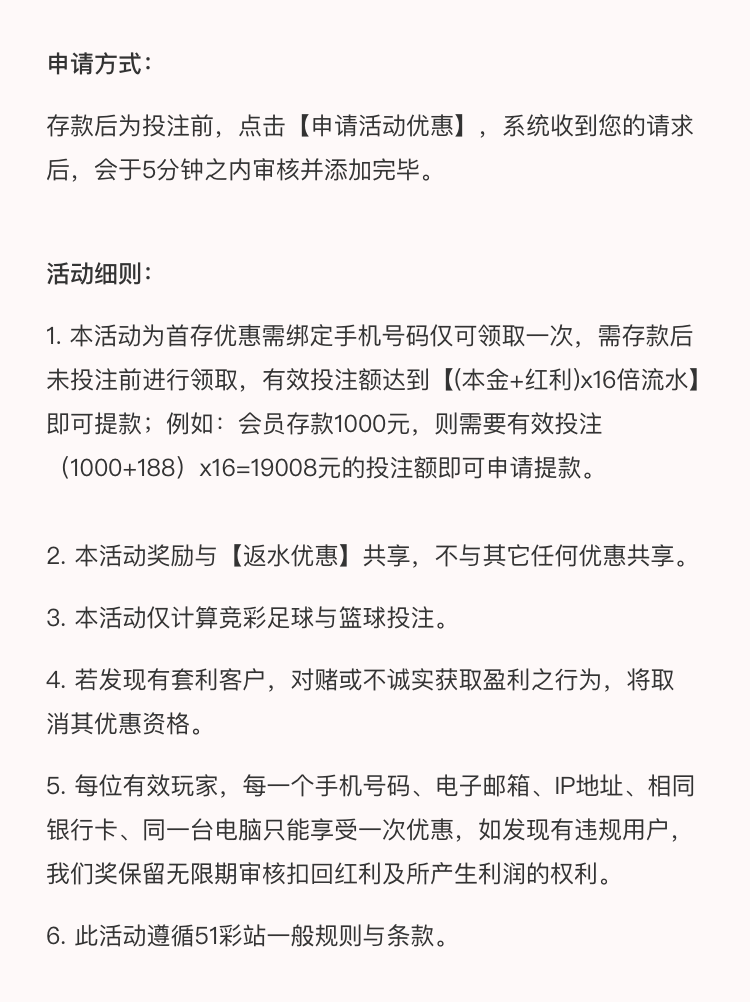 申请方式：
存款后为投注前，点击【申请活动优惠】，系统收到您的请求
后，会于5分钟之内审核并添加完毕。
活动细则：
1. 本活动为首存优惠需绑定手机号码仅可领取一次，需存款后
未投注前进行领取，有效投注额达到【(本金+红利)x16倍流水】
即可提款；例如：会员存款1000元，则需要有效投注
（1000+188）x16=19008元的投注额即可申请提款。
2. 本活动奖励与【返水优惠】共享，不与其它任何优惠共享。
3. 本活动仅计算竞彩足球与篮球投注。
4. 若发现有套利客户，对赌或不诚实获取盈利之行为，将取
消其优惠资格。
5. 每位有效玩家，每一个手机号码、电子邮箱、IP地址、相同
银行卡、同一台电脑只能享受一次优惠，如发现有违规用户，
我们奖保留无限期审核扣回红利及所产生利润的权利。
6. 此活动遵循51彩站一般规则与条款。